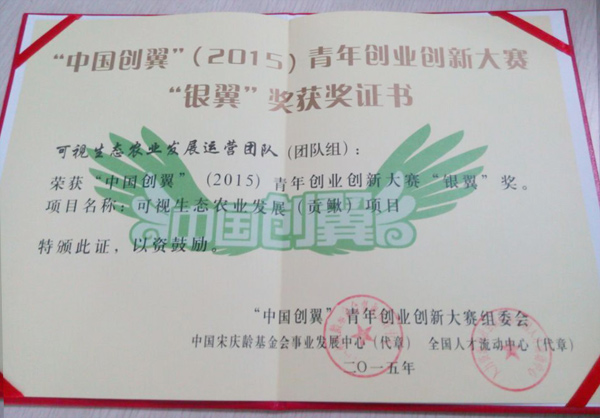 “中国创翼”（2015）青年创业创新大赛
“银翼”奖获奖证书
可视生态农业发展运营团队(团队组)：
荣获“中国创翼”（2015）青年创业创新大赛“银翼”奖。
项目名称：可视生态农业发展（贡鳅）项目
中国创翼
特颁此证，以资鼓励。
“中国创翼”青年创业创新大赛组委会
中国宋庆龄基金会事业发展中心（代章） 全国人才流动中心（代章）
二〇一五年